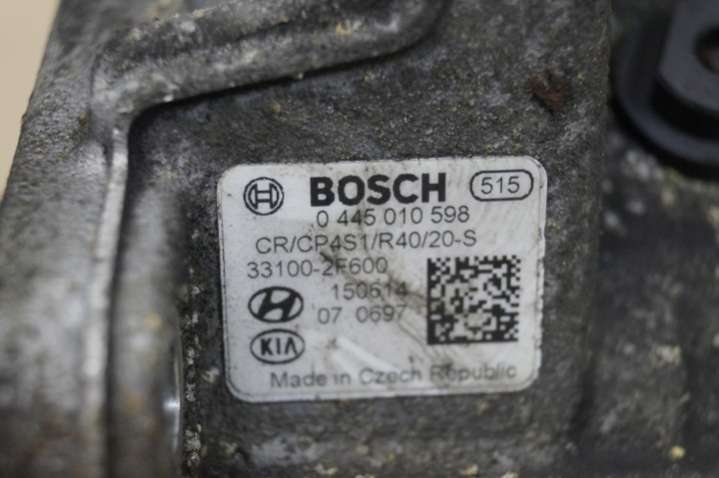 BOSCH 515
0 445 010 598
CR/CP4S1/R40/20-S
33100-2F600
150614
07 0697
KIA
Made in Czech Republic